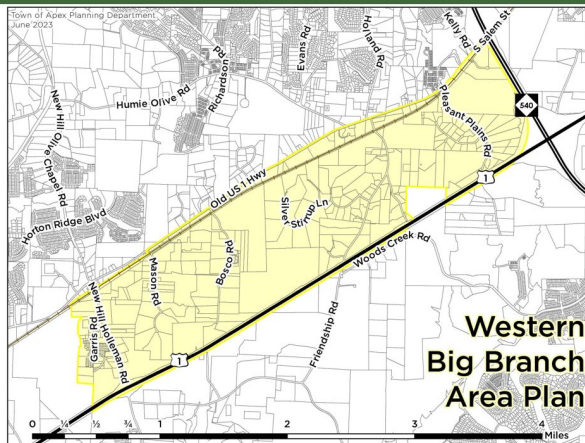 Town of Apex Planning Department
June 2023
Kelly Rd
S Salem St
Holland Rd
Evans Rd
Richardson Rd
Humie Olive Rd
New Hill
Olive
Chapel Rd
Horton Ridge Blvd
Old US 1 Hwy
Pleasant Plains Rd
540
1
Silver
Stirrup Ln
Woods Creek Rd
Bosco Rd
Mason Rd
New Hill Holleman Rd
Garris Rd
Friendship Rd
1
Western
Big Branch
Area Plan
0 ¼ ½ ¾ 1 2 3 4
Miles